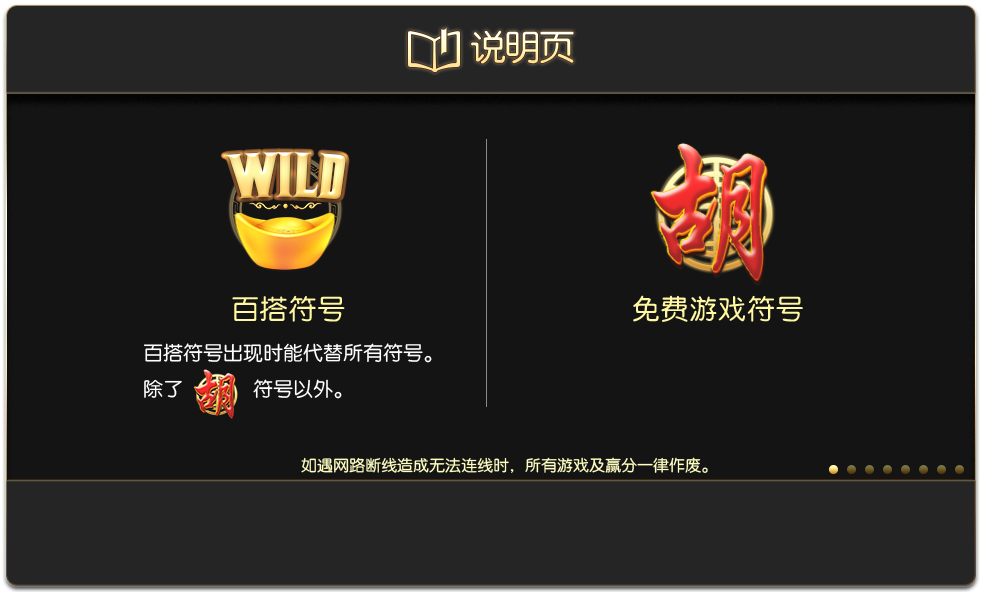 说明页
WILD
百搭符号
百搭符号出现时能代替所有符号。
除了 胡 符号以外。
胡
免费游戏符号
如遇网路断线造成无法连线时，所有游戏及赢分一律作废。